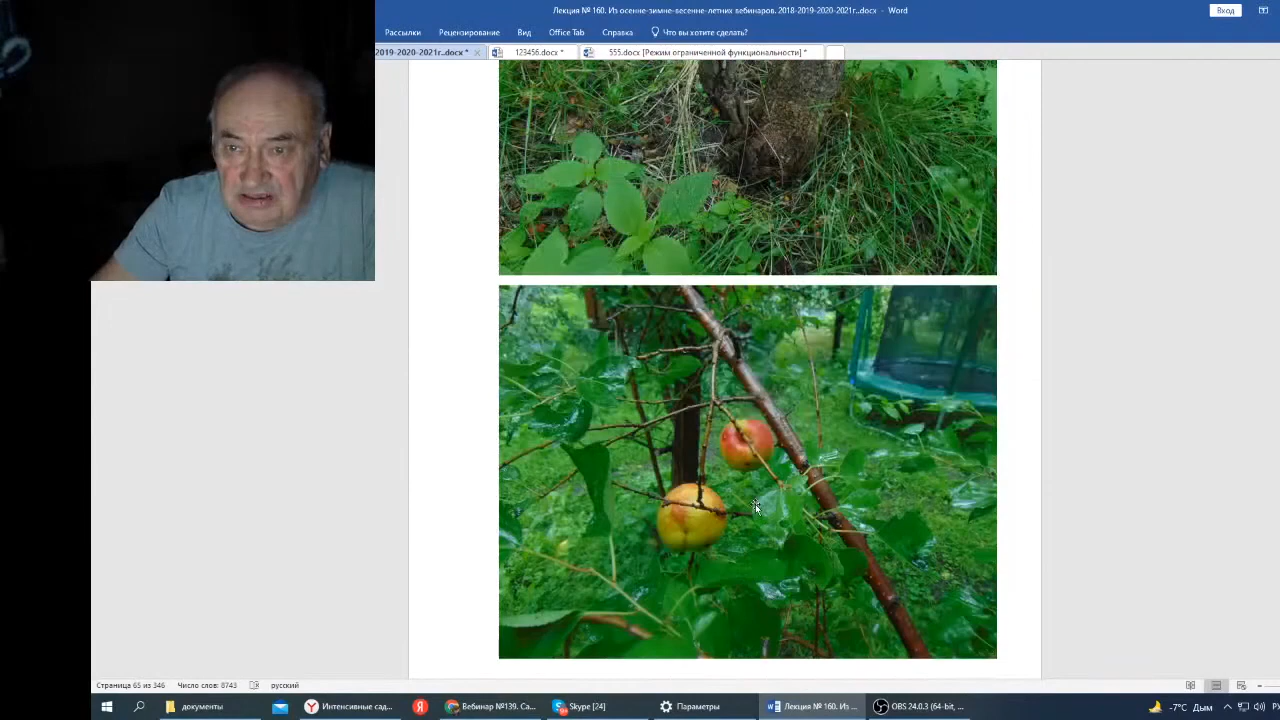 Лекция № 160. Из осенне-зимне-весенне-летних вебинаров. 2018-2019-2020-2021г..docx - Word
Вход
Рассылки Рецензирование Вид Office Tab Справка Что вы хотите сделать?
2019-2020-2021г..docx * 123456.docx * 555.docx [Режим ограниченной функциональности] *
Страница 65 из 346 Число слов: 8743 русский
документы Интенсивные сад... Вебинар №139. Са... Skype [24] Параметры Лекция № 160. Из ... OBS 24.0.3 (64-bit, ... -7°C Дым